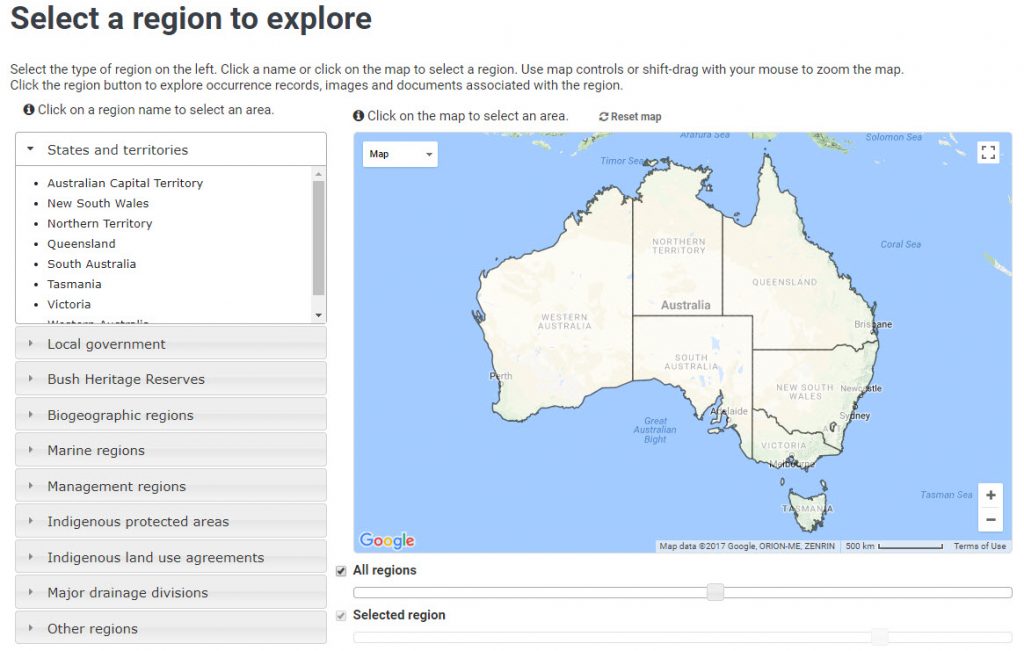 Select a region to explore
Select the type of region on the left. Click a name or click on the map to select a region. Use map controls or shift-drag with your mouse to zoom the map.
Click the region button to explore occurrence records, images and documents associated with the region.
Click on a region name to select an area.
States and territories
Australian Capital Territory
New South Wales
Northern Territory
Queensland
South Australia
Tasmania
Victoria
Western Australia
Local government
Bush Heritage Reserves
Biogeographic regions
Marine regions
Management regions
Indigenous protected areas
Indigenous land use agreements
Major drainage divisions
Other regions
Click on the map to select an area.
Reset map
Map
Arafura Sea
Solomon Sea
Timor Sea
Coral Sea
NORTHERN
TERRITORY
QUEENSLAND
Australia
WESTERN
AUSTRALIA
Brisbane
SOUTH
AUSTRALIA
Perth
NEW SOUTH
WALES
Newcastle
Adelaide
Sydney
Great
Australian
Bight
VICTORIA
Melbourne
Tasman Sea
TASMANIA
Google
Map data ©2017 Google, ORION-ME, ZENRIN
500 km
Terms of Use
All regions
Selected region